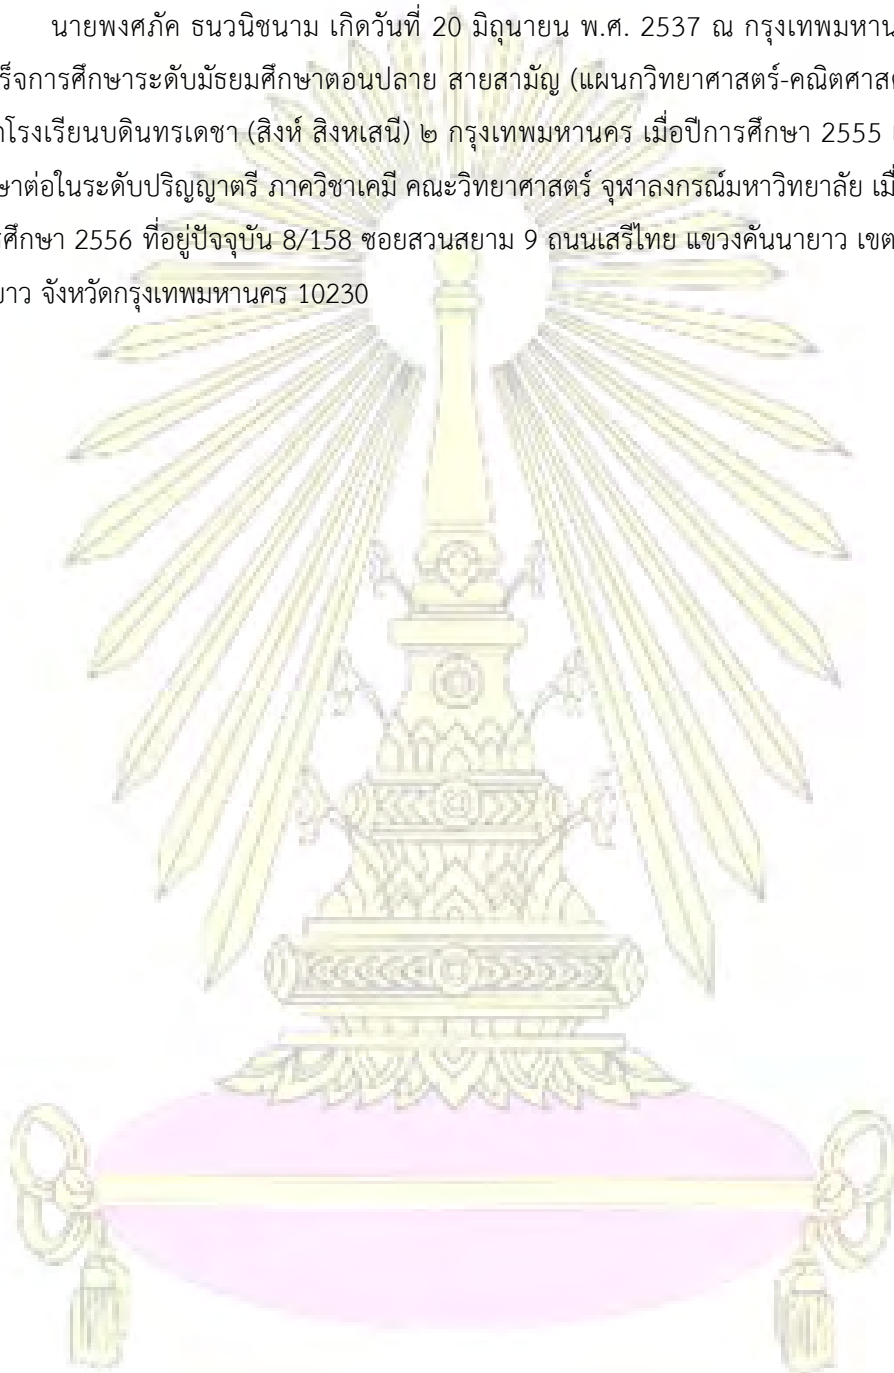 นายพงศภัค ธนวนิชนาม เกิดวันที่ 20 มิถุนายน พ.ศ. 2537 ณ กรุงเทพมหาน
ร็จการศึกษาระดับมัธยมศึกษาตอนปลาย สายสามัญ (แผนกวิทยาศาสตร์-คณิตศาสต
โรงเรียนบดินทรเดชา (สิงห์ สิงหเสนี) ๒ กรุงเทพมหานคร เมื่อปีการศึกษา 2555
ษาต่อในระดับปริญญาตรี ภาควิชาเคมี คณะวิทยาศาสตร์ จุฬาลงกรณ์มหาวิทยาลัย เมื่
รศึกษา 2556 ที่อยู่ปัจจุบัน 8/158 ซอยสวนสยาม 9 ถนนเสรีไทย แขวงคันนายาว เขต
ยาว จังหวัดกรุงเทพมหานคร 10230